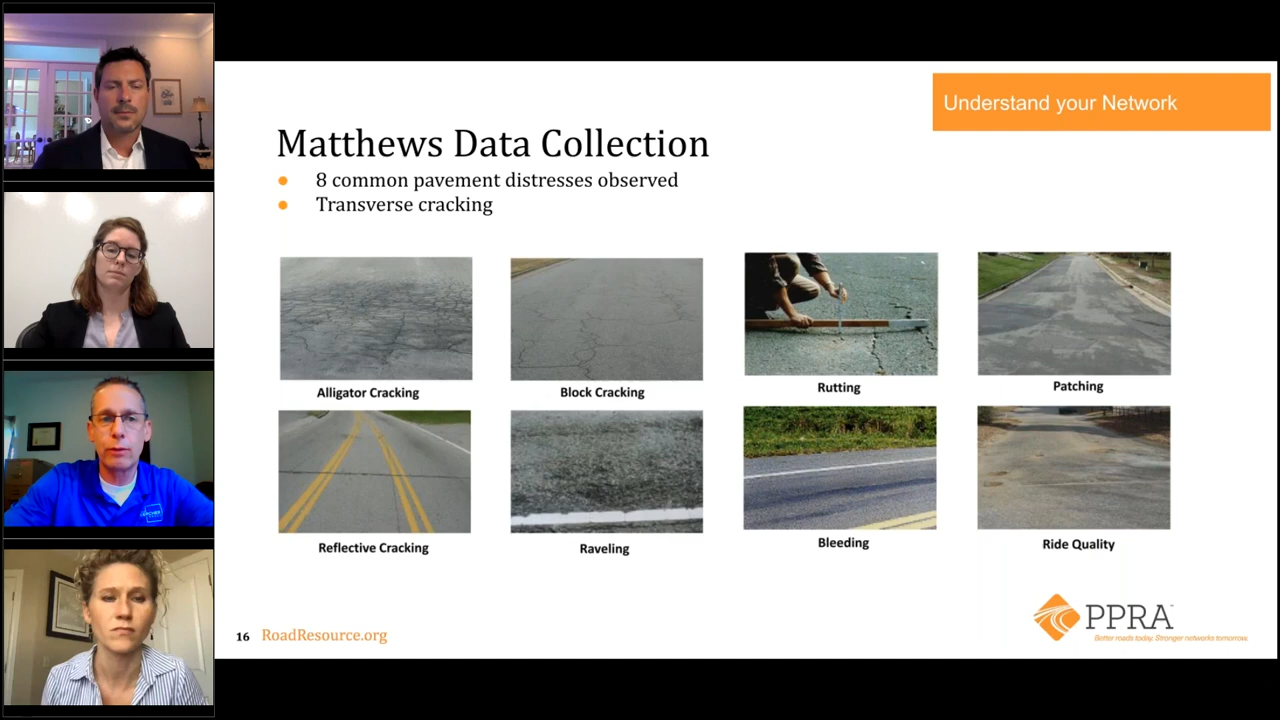 Understand your Network
Matthews Data Collection
8 common pavement distresses observed
Transverse cracking
Alligator Cracking
Block Cracking
Rutting
Patching
Reflective Cracking
Raveling
Bleeding
Ride Quality
16 RoadResource.org
PPRA
Better roads today. Stronger networks tomorrow.